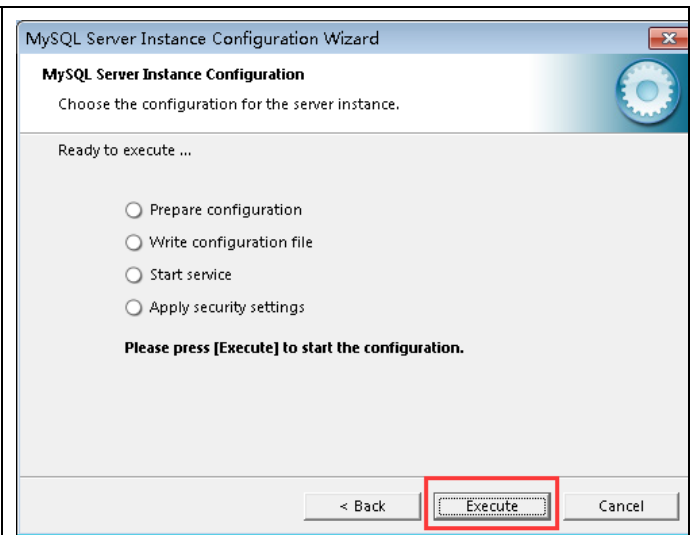 MySQL Server Instance Configuration Wizard
MySQL Server Instance Configuration
Choose the configuration for the server instance.
Ready to execute ...
Prepare configuration
Write configuration file
Start service
Apply security settings
Please press [Execute] to start the configuration.
< Back Execute Cancel